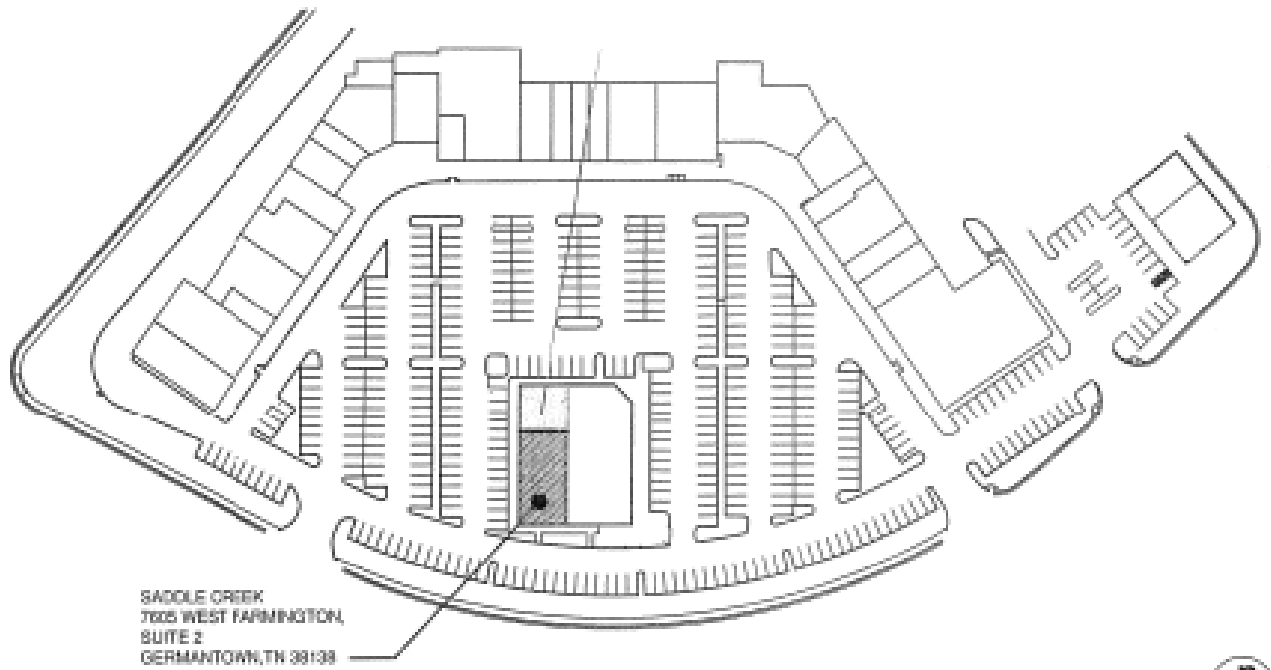 SADDLE CREEK
7605 WEST FARMINGTON,
SUITE 2
GERMANTOWN, TN 38138